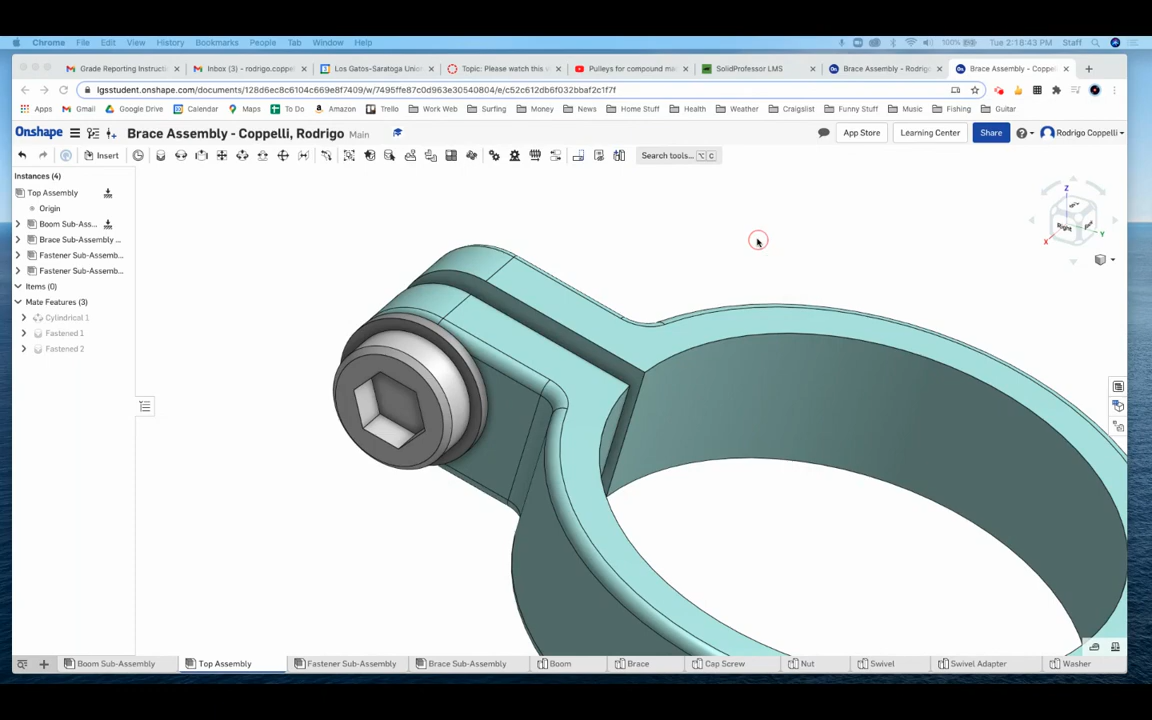 Chrome File Edit View History Bookmarks People Tab Window Help 100% Tue 2:18:43 PM Staff
Grade Reporting Instructi Inbox (3) - rodrigo.coppel Los Gatos-Saratoga Unio Topic: Please watch this v Pulleys for compound ma SolidProfessor LMS Brace Assembly - Rodrig Brace Assembly - Coppel
lgsstudent.onshape.com/documents/128d6ec8c6104c669e8f7409/w/7495ffe87c0d963e30540804/e/c52c612db6f032bbaf2c1f7f
Apps Gmail Google Drive Calendar Maps To Do Amazon Trello Work Web Surfing Money News Home Stuff Health Weather Craigslist Funny Stuff Music Fishing Guitar
Onshape Brace Assembly - Coppelli, Rodrigo Main App Store Learning Center Share Rodrigo Coppelli
Insert Search tools... ⌥ C
Instances (4)
Top Assembly
Origin
Boom Sub-Ass...
Brace Sub-Assembly ...
Fastener Sub-Assemb...
Fastener Sub-Assemb...
Items (0)
Mate Features (3)
Cylindrical 1
Fastened 1
Fastened 2
Z
Right
X Y
Boom Sub-Assembly Top Assembly Fastener Sub-Assembly Brace Sub-Assembly Boom Brace Cap Screw Nut Swivel Swivel Adapter Washer